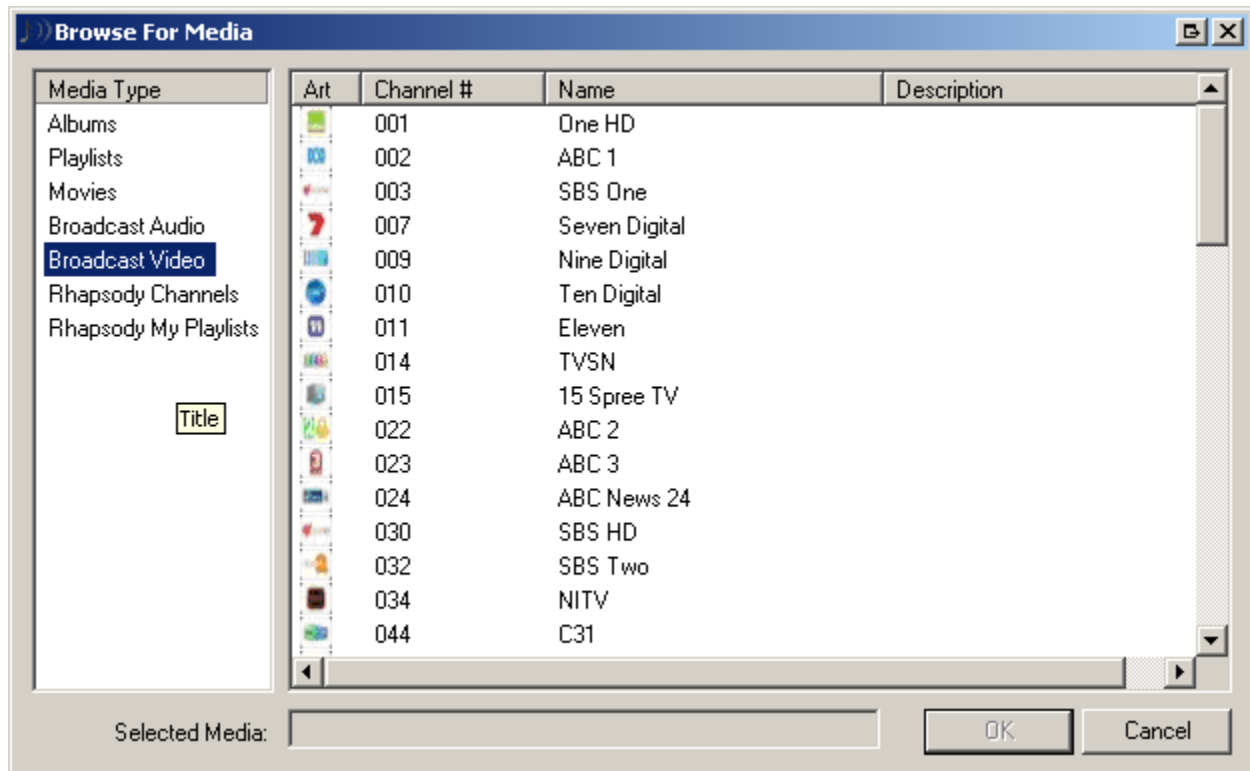 Browse For Media
Media Type
Albums
Playlists
Movies
Broadcast Audio
Broadcast Video
Rhapsody Channels
Rhapsody My Playlists
Title
Art Channel # Name Description
001 One HD
002 ABC 1
003 SBS One
007 Seven Digital
009 Nine Digital
010 Ten Digital
011 Eleven
014 TVSN
015 15 Spree TV
022 ABC 2
023 ABC 3
024 ABC News 24
030 SBS HD
032 SBS Two
034 NITV
044 C31
Selected Media:
OK Cancel